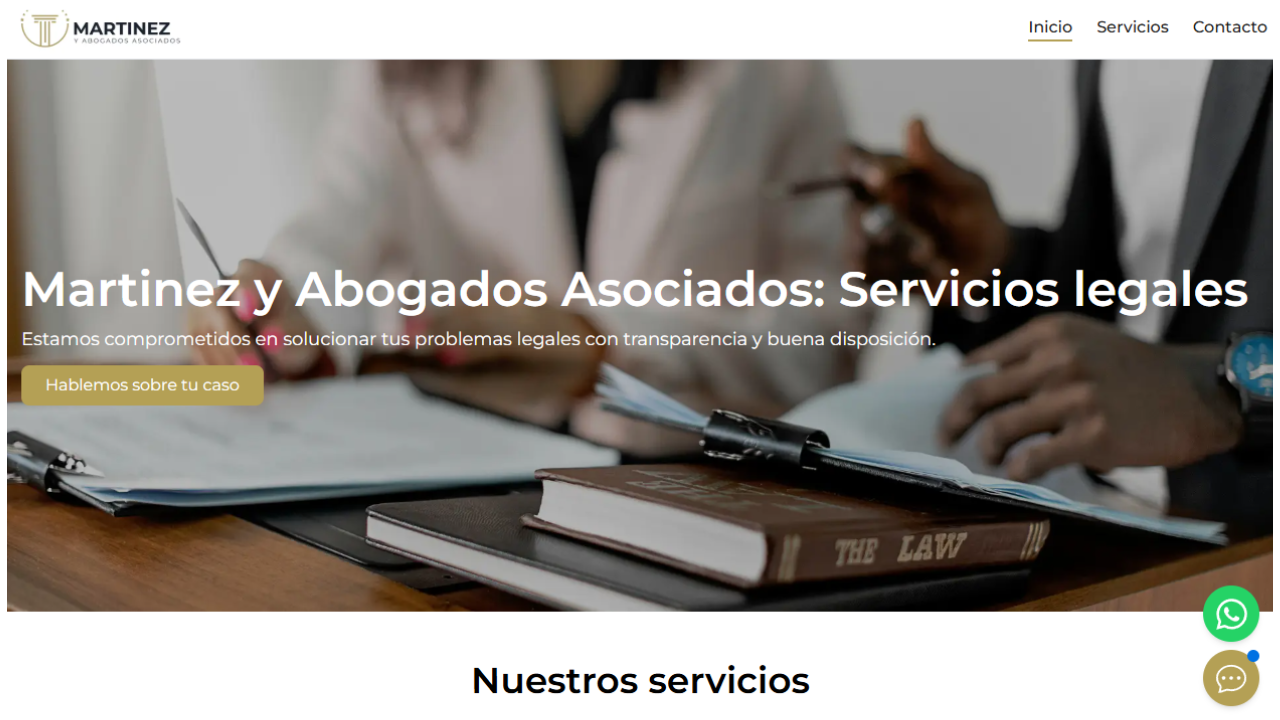 MARTINEZ
Y ABOGADOS ASOCIADOS
Inicio Servicios Contacto
Martinez y Abogados Asociados: Servicios legales
Estamos comprometidos en solucionar tus problemas legales con transparencia y buena disposición.
Hablemos sobre tu caso
THE LAW
Nuestros servicios